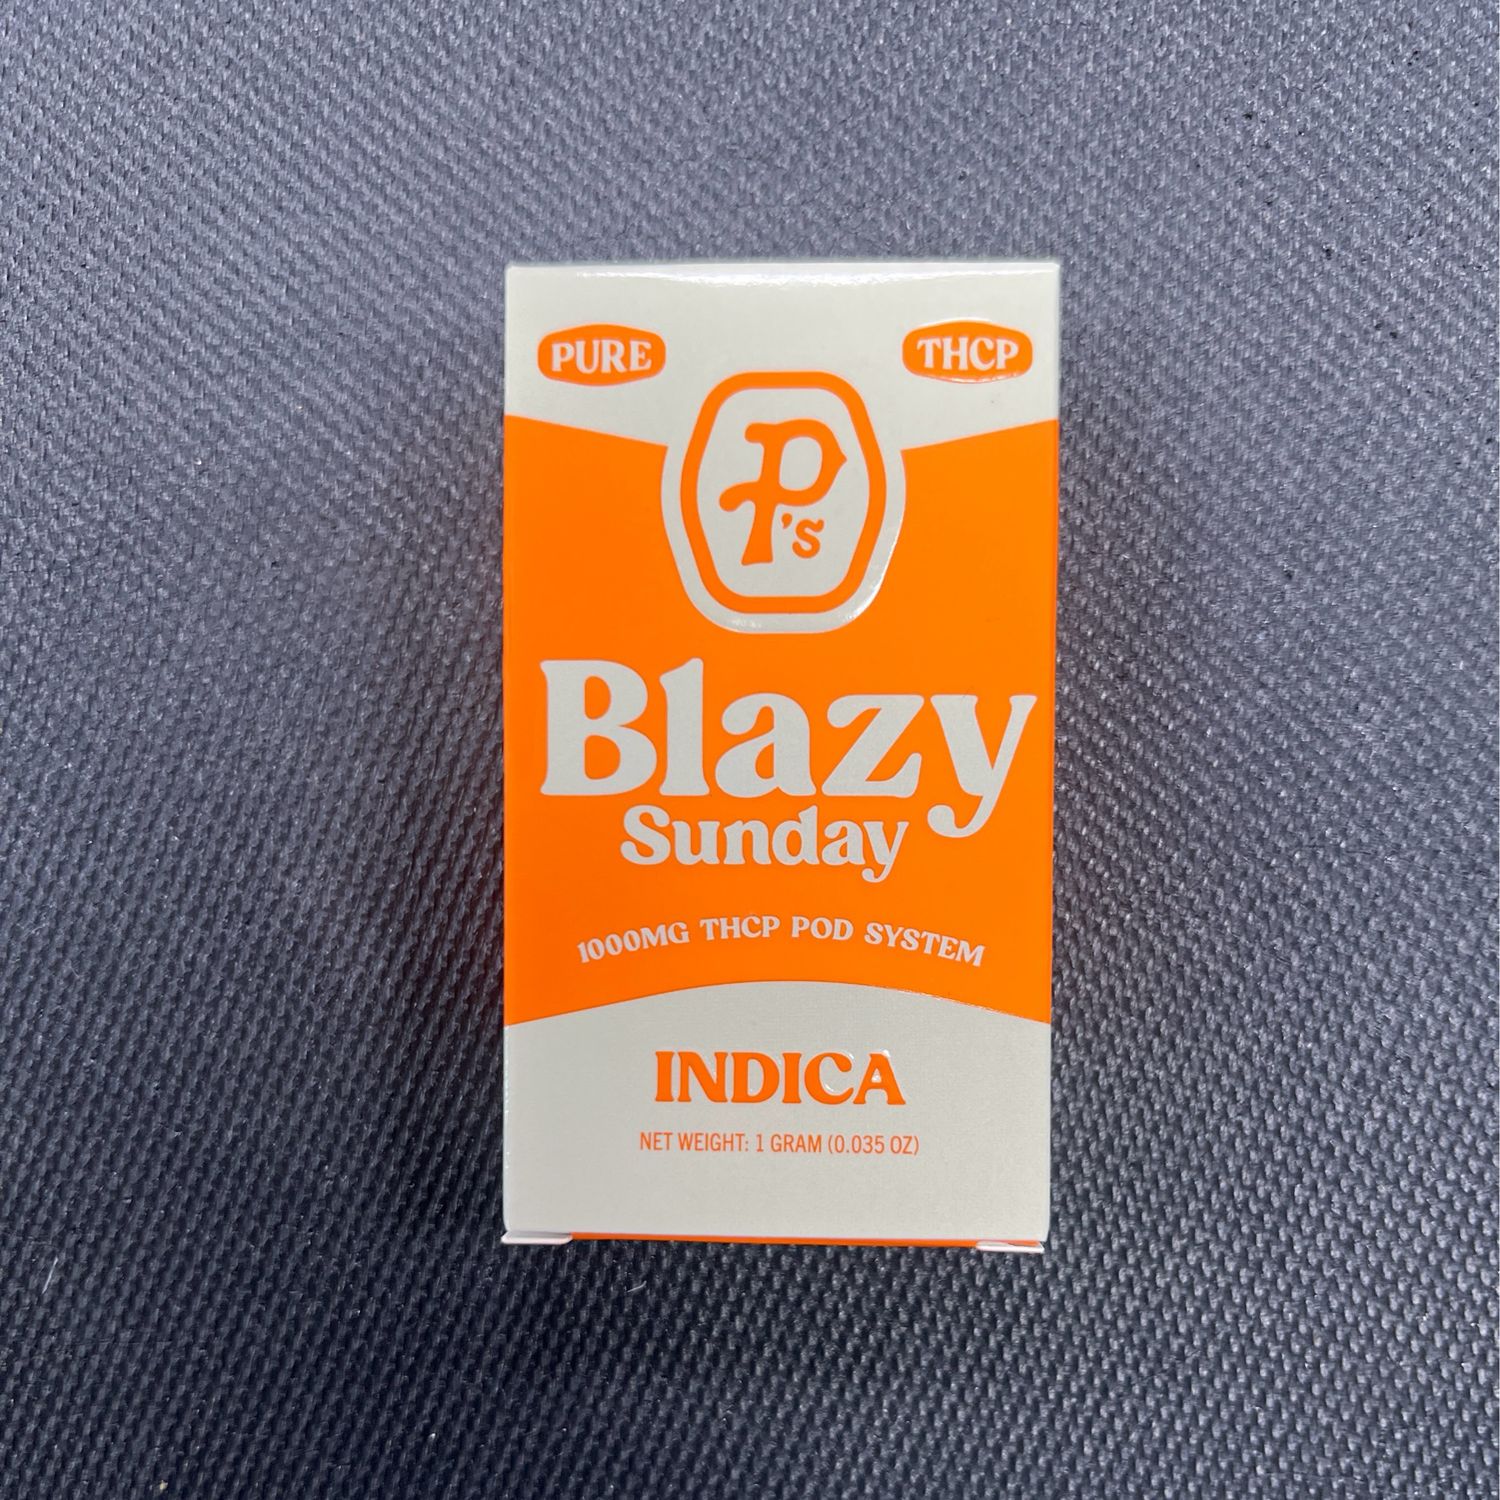 PURE
THCP
P's
Blazy
Sunday
1000MG THCP POD SYSTEM
INDICA
NET WEIGHT: 1 GRAM (0.035 OZ)